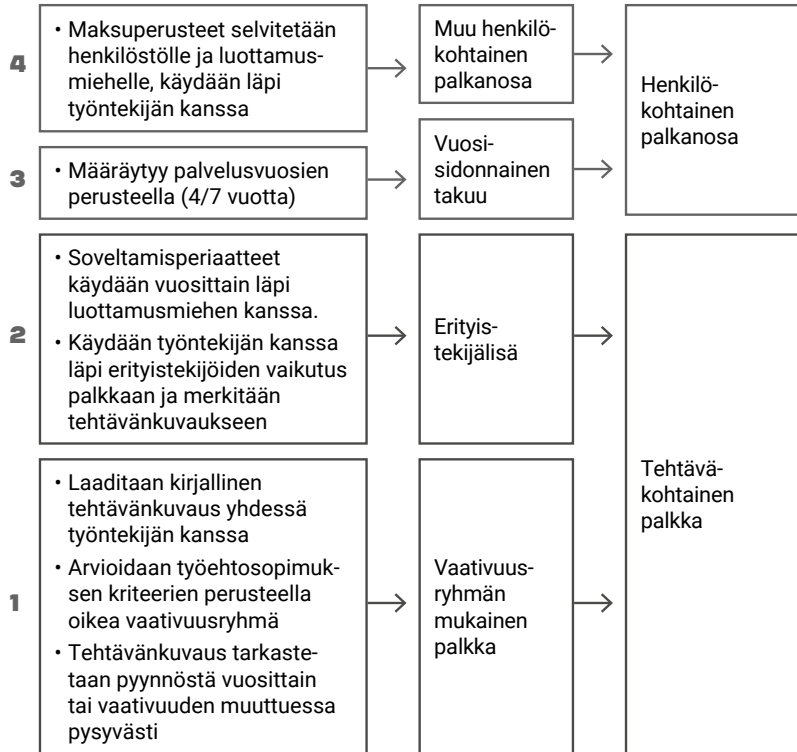 4
• Maksuperusteet selvitetään
henkilöstölle ja luottamus-
miehelle, käydään läpi
työntekijän kanssa
Muu henkilö-
kohtainen
palkanosa
Henkilö-
kohtainen
palkanosa
3
• Määräytyy palvelusvuosien
perusteella (4/7 vuotta)
Vuosi-
sidonnainen
takuu
2
• Soveltamisperiaatteet
käydään vuosittain läpi
luottamusmiehen kanssa.
• Käydään työntekijän kanssa
läpi erityistekijöiden vaikutus
palkkaan ja merkitään
tehtävänkuvaukseen
Erityis-
tekijälisä
Tehtävä-
kohtainen
palkka
1
• Laaditaan kirjallinen
tehtävänkuvaus yhdessä
työntekijän kanssa
• Arvioidaan työehtosopimuk-
sen kriteerien perusteella
oikea vaativuusryhmä
• Tehtävänkuvaus tarkaste-
taan pyynnöstä vuosittain
tai vaativuuden muuttuessa
pysyvästi
Vaativuus-
ryhmän
mukainen
palkka